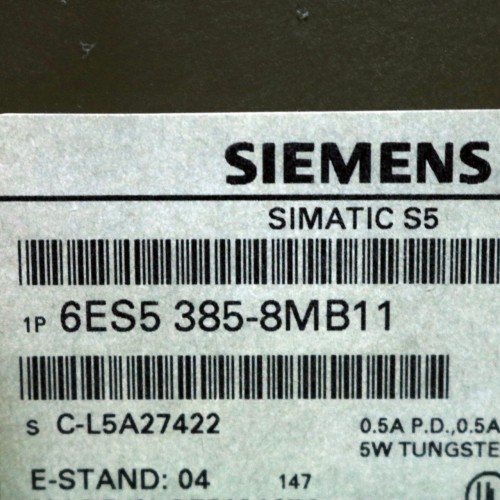 SIEMENS
SIMATIC S5
1P 6ES5 385-8MB11
S C-L5A27422
0.5A P.D.,0.5A
5W TUNGSTE
E-STAND: 04 147